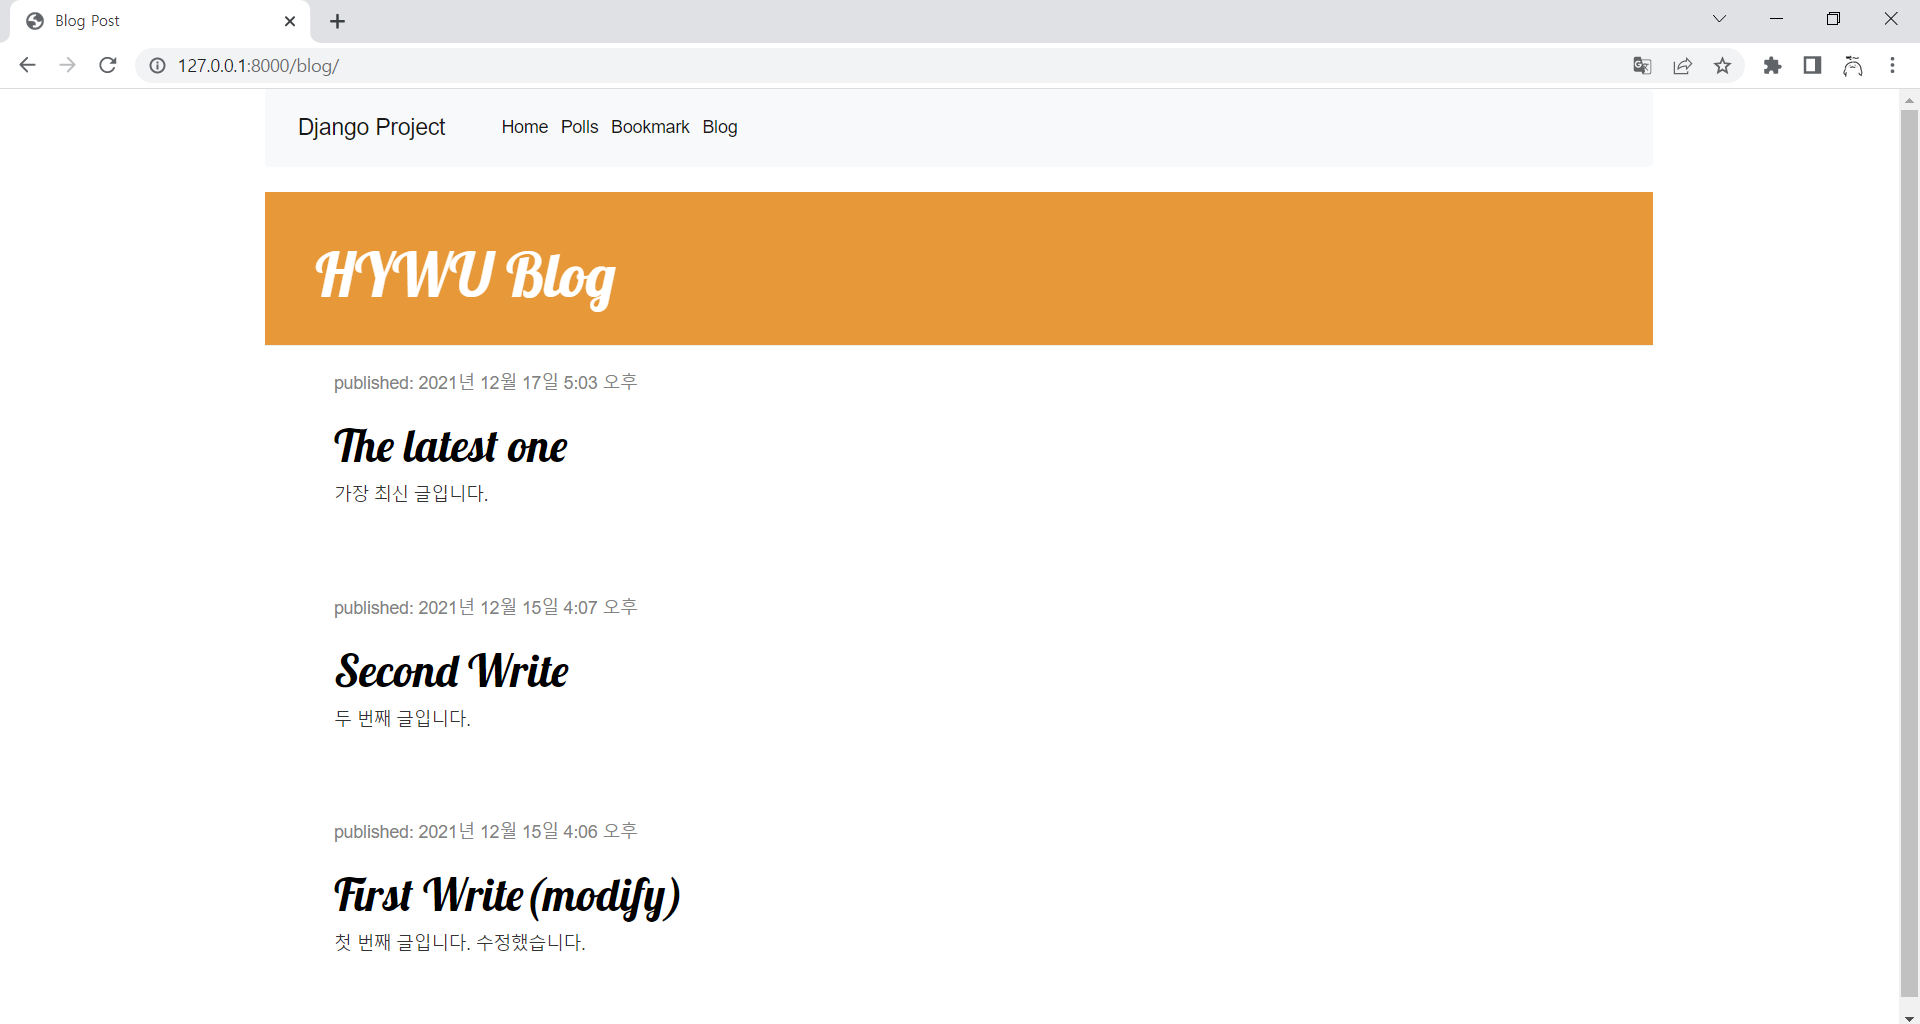 Blog Post
127.0.0.1:8000/blog/
Django Project Home Polls Bookmark Blog
HYWU Blog
published: 2021년 12월 17일 5:03 오후
The latest one
가장 최신 글입니다.
published: 2021년 12월 15일 4:07 오후
Second Write
두 번째 글입니다.
published: 2021년 12월 15일 4:06 오후
First Write(modify)
첫 번째 글입니다. 수정했습니다.